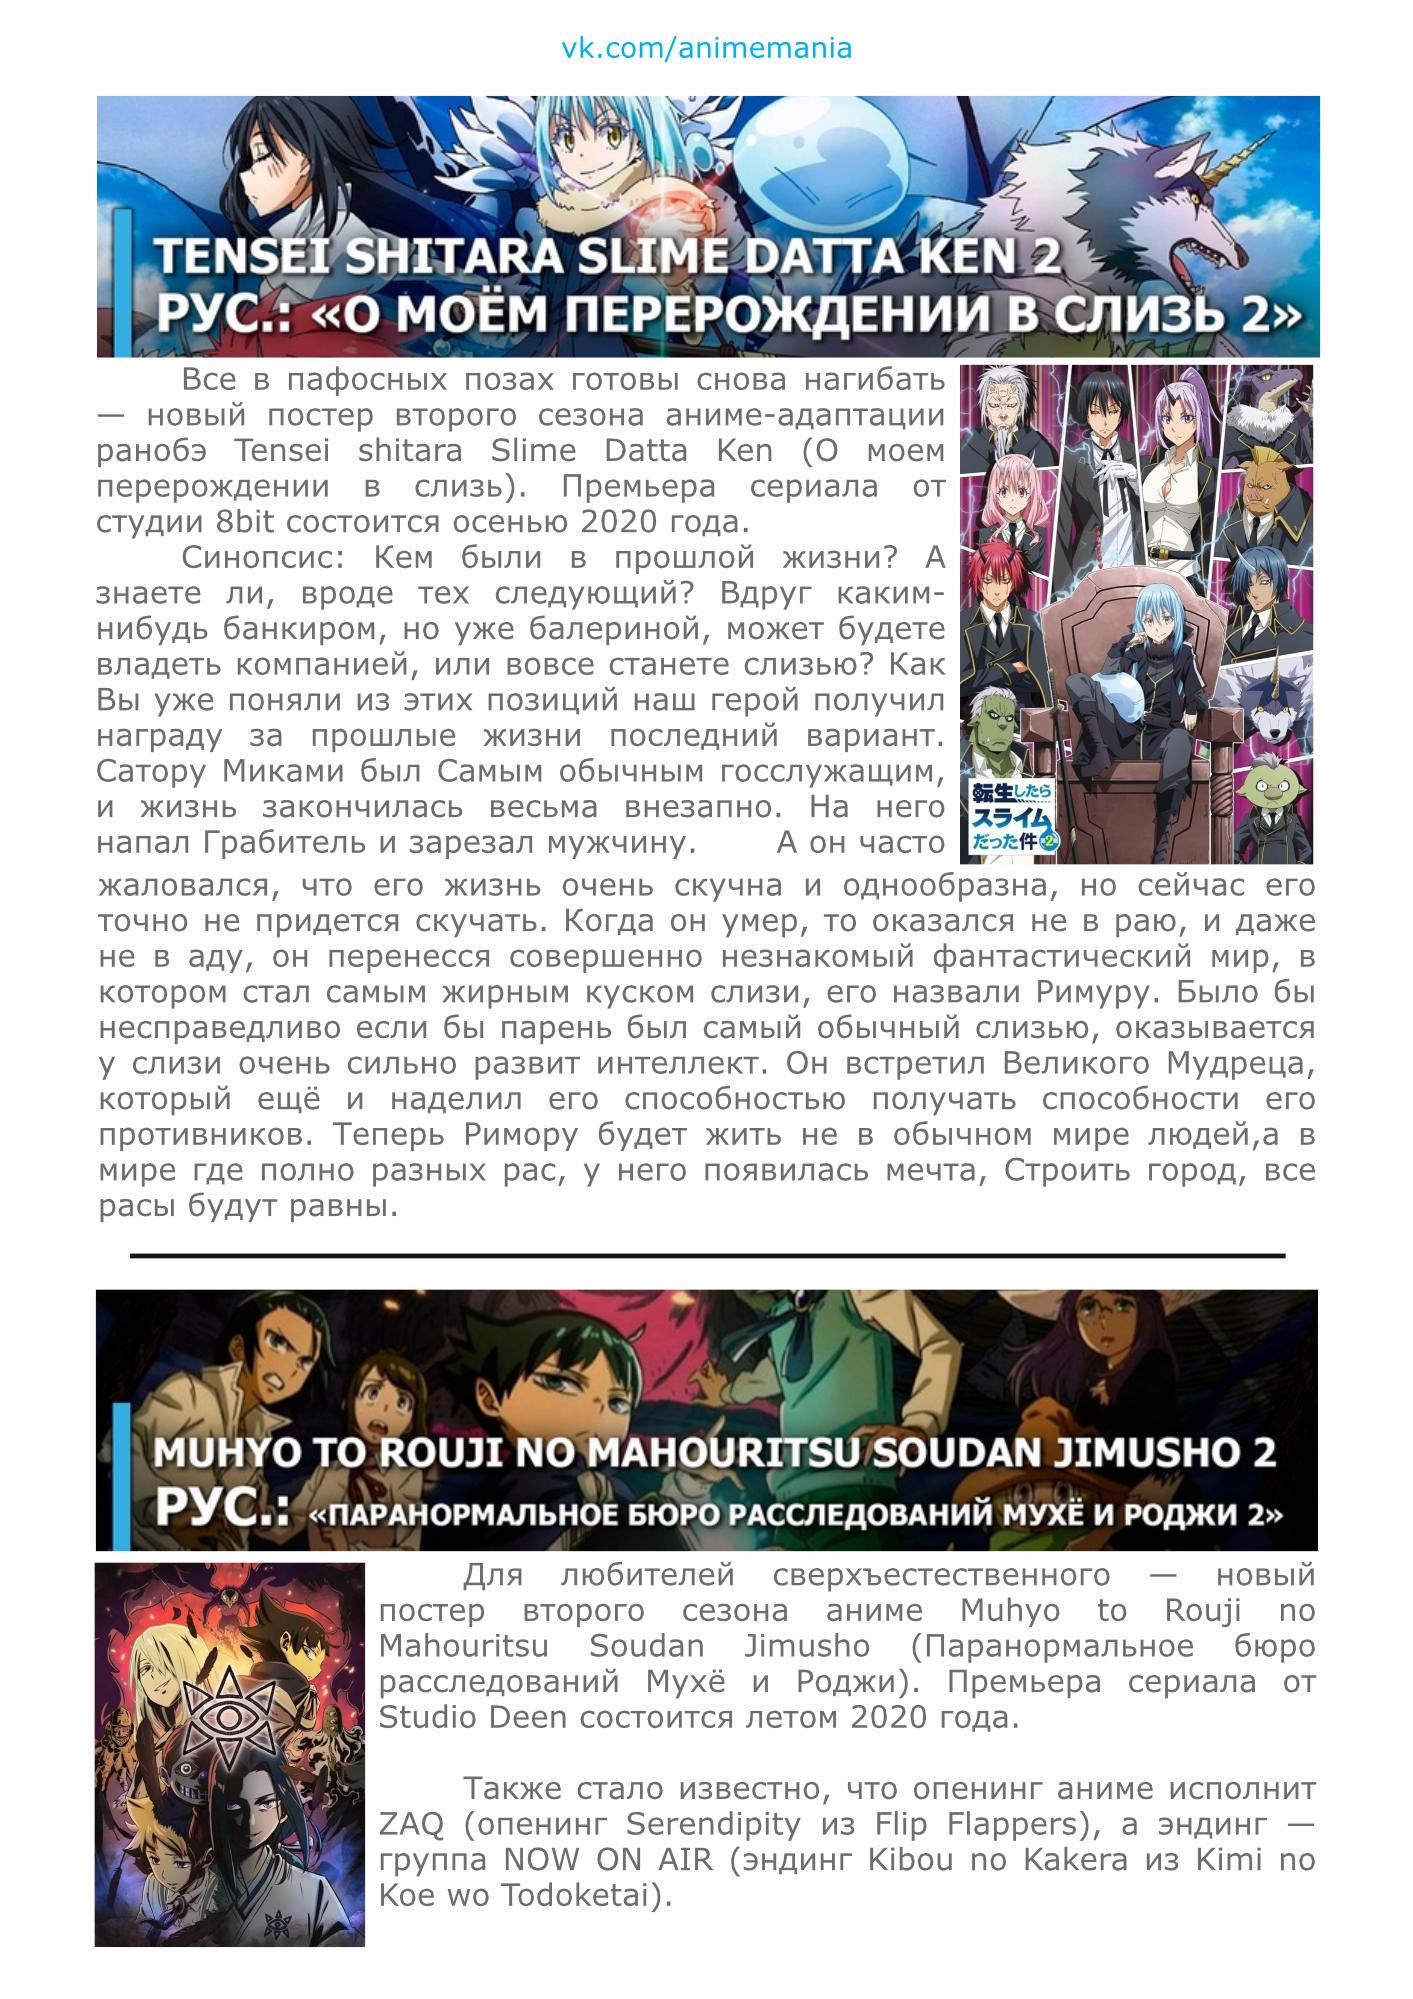 vk.com/animemania
TENSEI SHITARA SLIME DATTA KEN 2
РУС.: «О МОЁМ ПЕРЕРОЖДЕНИИ В СЛИЗЬ 2»
Все в пафосных позах готовы снова нагибать
— новый постер второго сезона аниме-адаптации
ранобэ Tensei shitara Slime Datta Ken (О моем
перерождении в слизь). Премьера сериала от
студии 8bit состоится осенью 2020 года.
Синопсис: Кем были в прошлой жизни? А
знаете ли, вроде тех следующий? Вдруг каким-
нибудь банкиром, но уже балериной, может будете
владеть компанией, или вовсе станете слизью? Как
Вы уже поняли из этих позиций наш герой получил
награду за прошлые жизни последний вариант.
Сатору Миками был Самым обычным госслужащим,
и жизнь закончилась весьма внезапно. На него
напал Грабитель и зарезал мужчину. А он часто
転生したら
スライム
だった件 第2期
жаловался, что его жизнь очень скучна и однообразна, но сейчас его
точно не придется скучать. Когда он умер, то оказался не в раю, и даже
не в аду, он перенесся совершенно незнакомый фантастический мир, в
котором стал самым жирным куском слизи, его назвали Римуру. Было бы
несправедливо если бы парень был самый обычный слизью, оказывается
у слизи очень сильно развит интеллект. Он встретил Великого Мудреца,
который ещё и наделил его способностью получать способности его
противников. Теперь Римору будет жить не в обычном мире людей,а в
мире где полно разных рас, у него появилась мечта, Строить город, все
расы будут равны.
MUHYO TO ROUJI NO MAHOURITSU SOUDAN JIMUSHO 2
РУС.: «ПАРАНОРМАЛЬНОЕ БЮРО РАССЛЕДОВАНИЙ МУХЁ И РОДЖИ 2»
Для любителей сверхъестественного — новый
постер второго сезона аниме Muhyo to Rouji no
Mahouritsu Soudan Jimusho (Паранормальное бюро
расследований Мухё и Роджи). Премьера сериала от
Studio Deen состоится летом 2020 года.
Также стало известно, что опенинг аниме исполнит
ZAQ (опенинг Serendipity из Flip Flappers), а эндинг —
группа NOW ON AIR (эндинг Kibou no Kakera из Kimi no
Koe wo Todoketai).